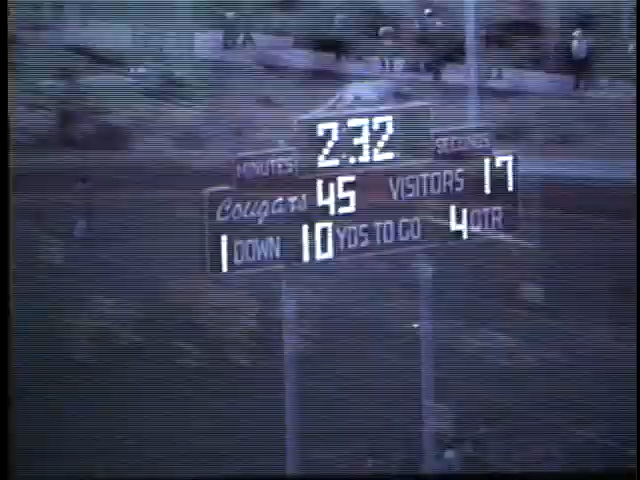 MINUTES 2:32 SECONDS
Cougars 45 VISITORS 17
1 DOWN 10 YDS TO GO 4 QTR